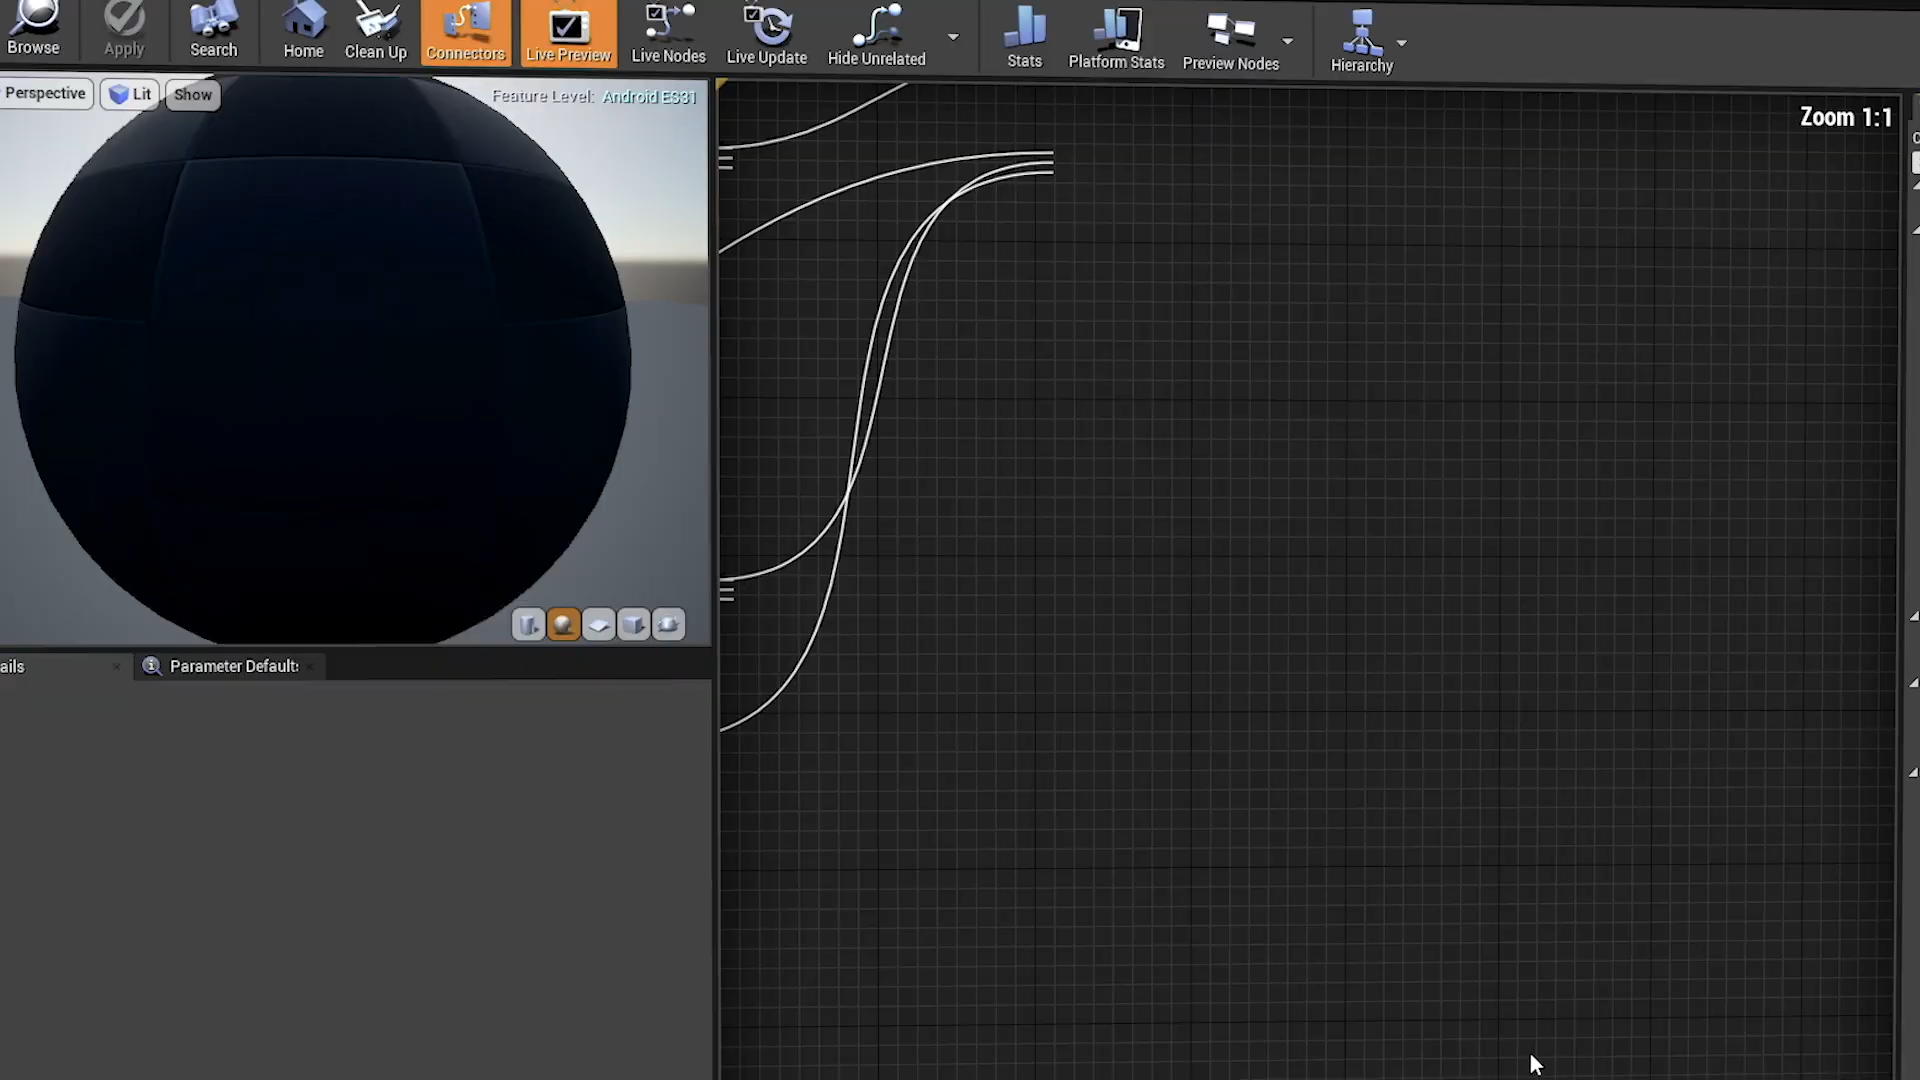 Browse
Apply
Search
Home
Clean Up
Connectors
Live Preview
Live Nodes
Live Update
Hide Unrelated
Stats
Platform Stats
Preview Nodes
Hierarchy
Perspective
Lit
Show
Feature Level: Android ES31
Zoom 1:1
ails
Parameter Defaults